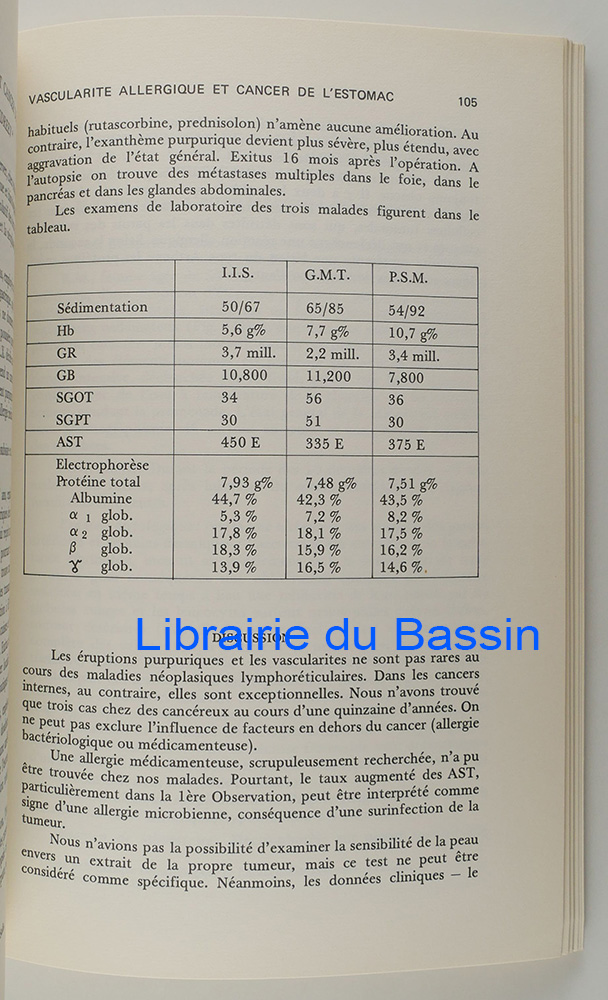 VASCULARITE ALLERGIQUE ET CANCER DE L'ESTOMAC 105
habituels (rutascorbine, prednisolon) n'amène aucune amélioration. Au
contraire, l'exanthème purpurique devient plus sévère, plus étendu, avec
aggravation de l'état général. Exitus 16 mois après l'opération. A
l'autopsie on trouve des métastases multiples dans le foie, dans le
pancréas et dans les glandes abdominales.
Les examens de laboratoire des trois malades figurent dans le
tableau.
I.I.S. G.M.T. P.S.M.
Sédimentation 50/67 65/85 54/92
Hb 5,6 g% 7,7 g% 10,7 g%
GR 3,7 mill. 2,2 mill. 3,4 mill.
GB 10,800 11,200 7,800
SGOT 34 56 36
SGPT 30 51 30
AST 450 E 335 E 375 E
Electrophorèse
Protéine total 7,93 g% 7,48 g% 7,51 g%
Albumine 44,7 % 42,3 % 43,5 %
α 1 glob. 5,3 % 7,2 % 8,2 %
α 2 glob. 17,8 % 18,1 % 17,5 %
β glob. 18,3 % 15,9 % 16,2 %
γ glob. 13,9 % 16,5 % 14,6 %
DISCUSSION
Librairie du Bassin
Les éruptions purpuriques et les vascularites ne sont pas rares au
cours des maladies néoplasiques lymphoréticulaires. Dans les cancers
internes, au contraire, elles sont exceptionnelles. Nous n'avons trouvé
que trois cas chez des cancéreux au cours d'une quinzaine d'années. On
ne peut pas exclure l'influence de facteurs en dehors du cancer (allergie
bactériologique ou médicamenteuse).
Une allergie médicamenteuse, scrupuleusement recherchée, n'a pu
être trouvée chez nos malades. Pourtant, le taux augmenté des AST,
particulièrement dans la 1ère Observation, peut être interprété comme
signe d'une allergie microbienne, conséquence d'une surinfection de la
tumeur.
Nous n'avions pas la possibilité d'examiner la sensibilité de la peau
envers un extrait de la propre tumeur, mais ce test ne peut être
considéré comme spécifique. Néanmoins, les données cliniques — le